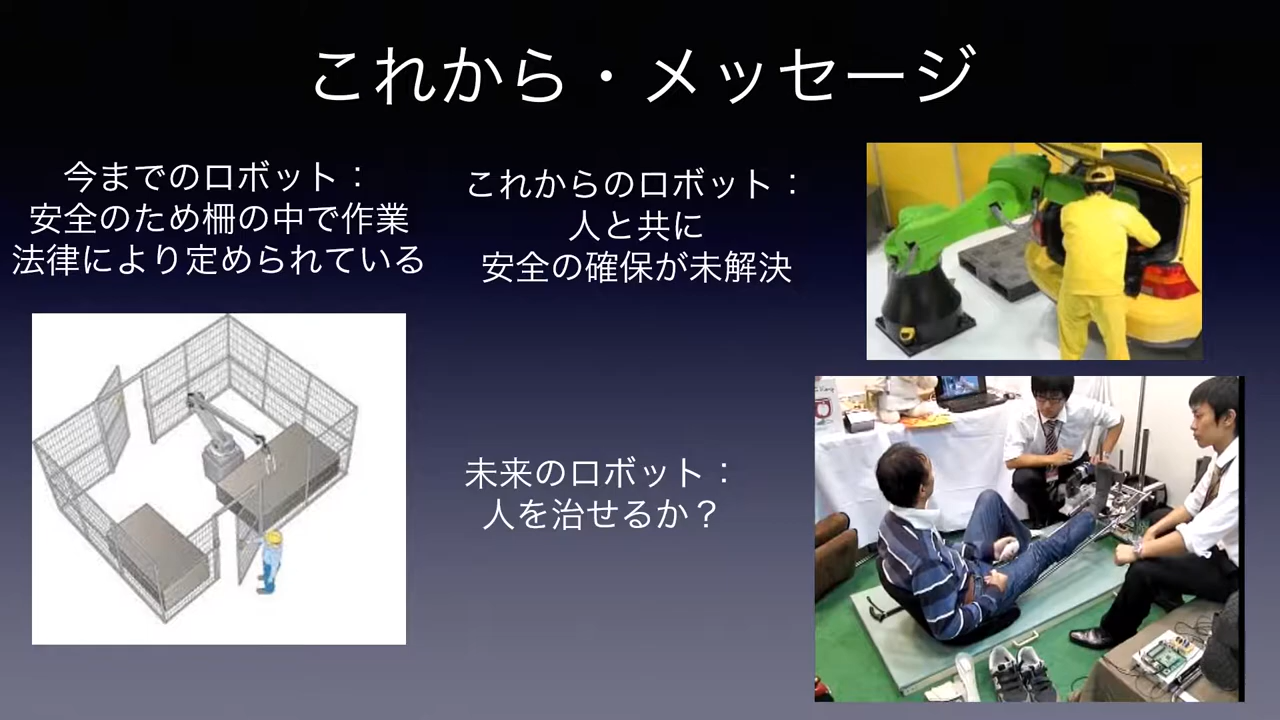 これから・メッセージ
今までのロボット：
安全のため柵の中で作業
法律により定められている
これからのロボット：
人と共に
安全の確保が未解決
未来のロボット：
人を治せるか？